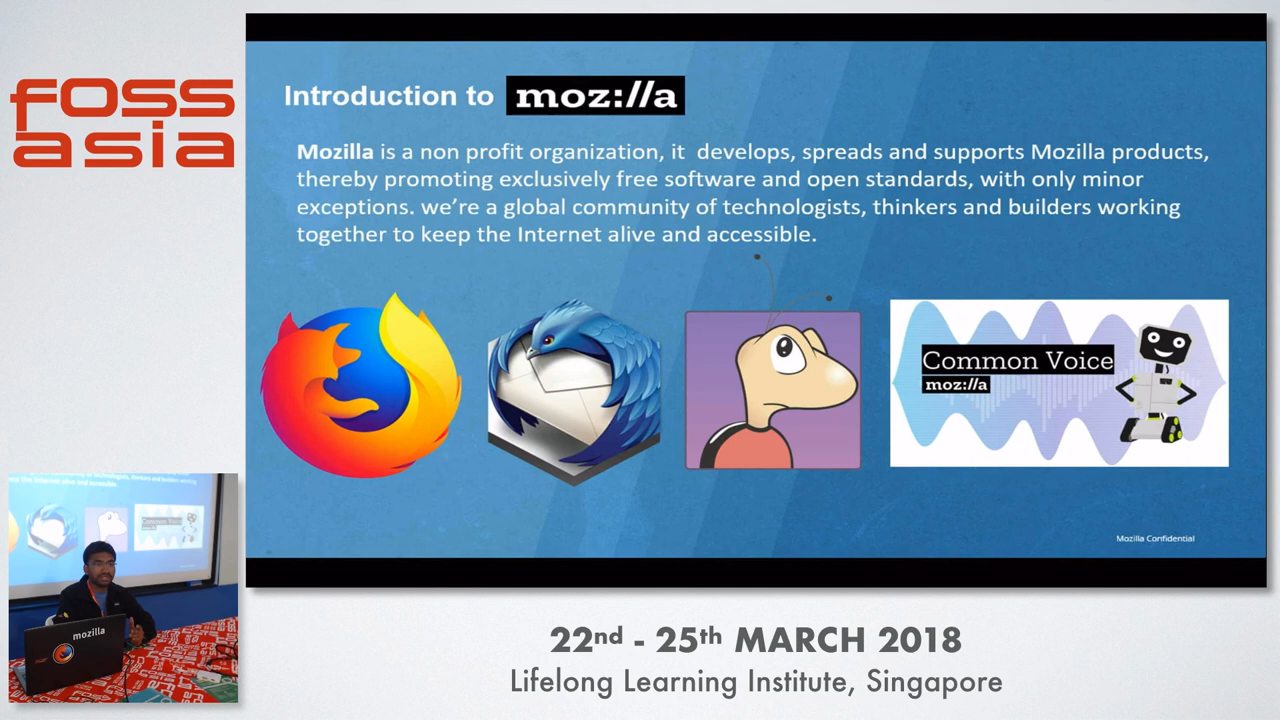 foss
asia
Introduction to moz://a
Mozilla is a non profit organization, it develops, spreads and supports Mozilla products,
thereby promoting exclusively free software and open standards, with only minor
exceptions. we're a global community of technologists, thinkers and builders working
together to keep the Internet alive and accessible.
Common Voice
moz://a
Mozilla Confidential
mozilla
22nd - 25th MARCH 2018
Lifelong Learning Institute, Singapore